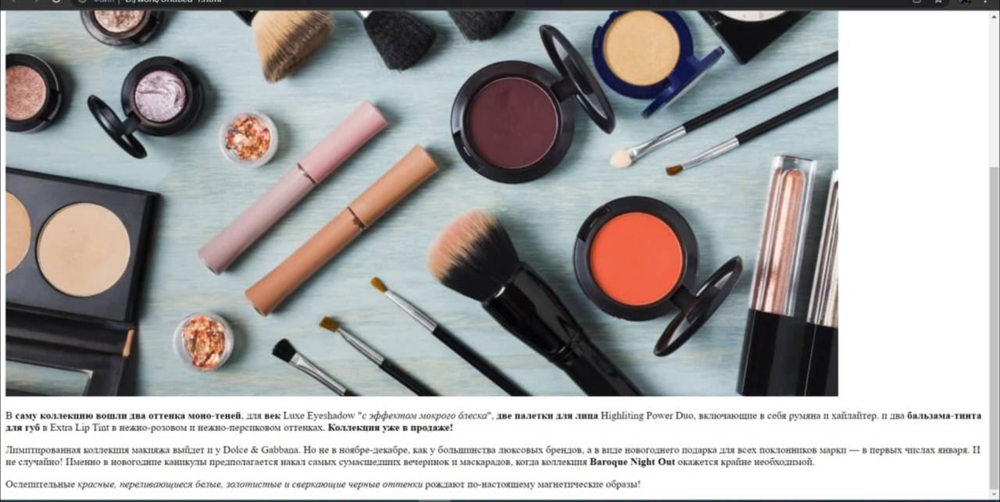 В саму коллекцию вошли два оттенка моно-теней, для век Luxe Eyeshadow "с эффектом мокрого блеска", две палетки для лица Highliting Power Duo, включающие в себя румяна и хайлайтер. и два бальзама-тинта
для губ в Extra Lip Tint в нежно-розовом и нежно-персиковом оттенках. Коллекция уже в продаже!
Лимитированная коллекция макияжа выйдет и у Dolce & Gabbana. Но не в ноябре-декабре, как у большинства люксовых брендов, а в виде новогоднего подарка для всех поклонников марки — в первых числах января. И
не случайно! Именно в новогодние каникулы предполагается накал самых сумасшедших вечеринок и маскарадов, когда коллекция Baroque Night Out окажется крайне необходимой.
Ослепительные красные, переливающиеся белые, золотистые и сверкающие черные оттенки рождают по-настоящему магнетические образы!